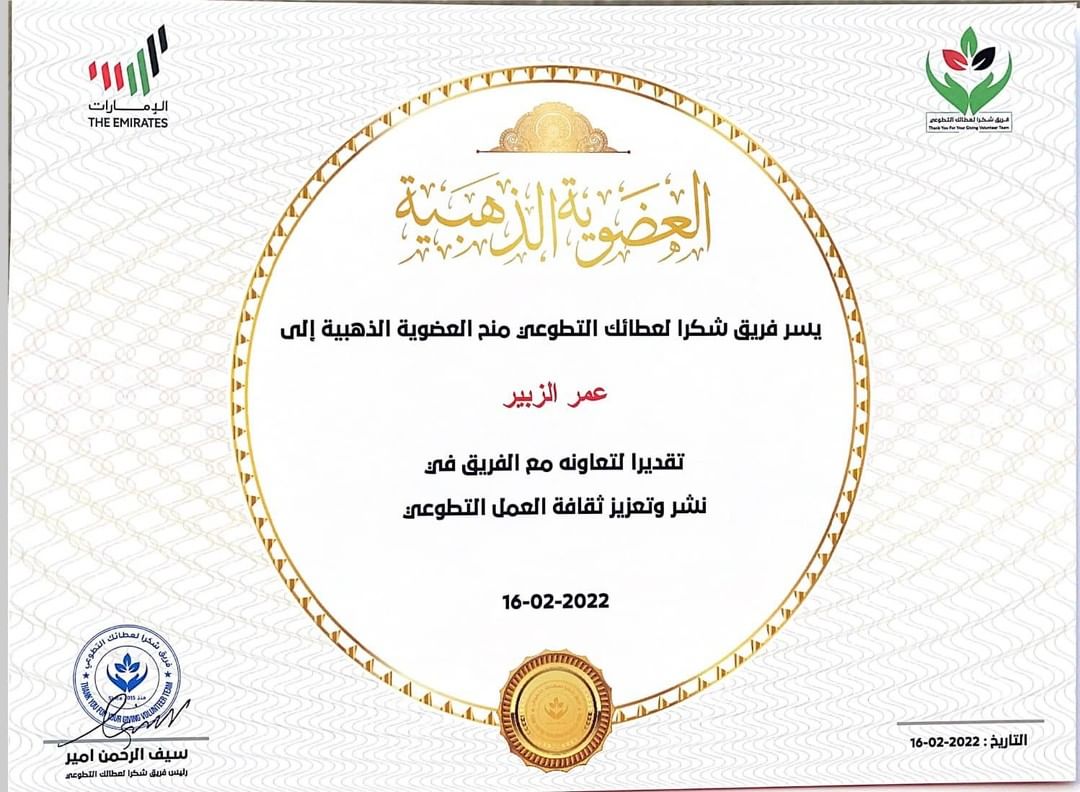 الإمارات
THE EMIRATES
فريق شكرا لعطائك التطوعي
Thank You For Your Giving Volunteer Team
العضوية الذهبية
يسر فريق شكرا لعطائك التطوعي منح العضوية الذهبية إلى
عمر الزبير
تقديرا لتعاونه مع الفريق في
نشر وتعزيز ثقافة العمل التطوعي
16-02-2022
فريق شكرا لعطائك التطوعي
THANK YOU FOR YOUR GIVING VOLUNTEER TEAM
سيف الرحمن امير
رئيس فريق شكرا لعطائك التطوعي
التاريخ : 2022-02-16